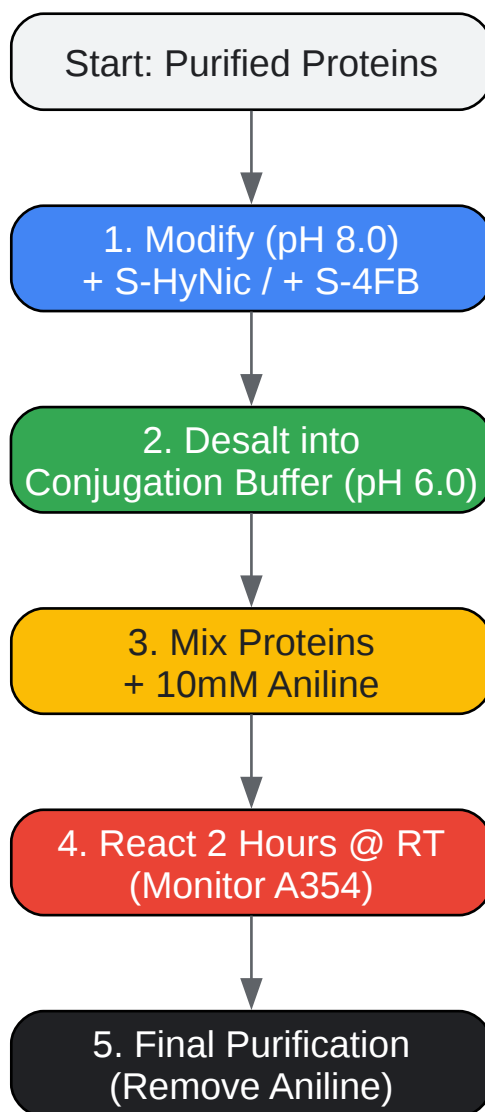 Start: Purified Proteins
1. Modify (pH 8.0)
+ S-HyNic / + S-4FB
2. Desalt into
Conjugation Buffer (pH 6.0)
3. Mix Proteins
+ 10mM Aniline
4. React 2 Hours @ RT
(Monitor A354)
5. Final Purification
(Remove Aniline)